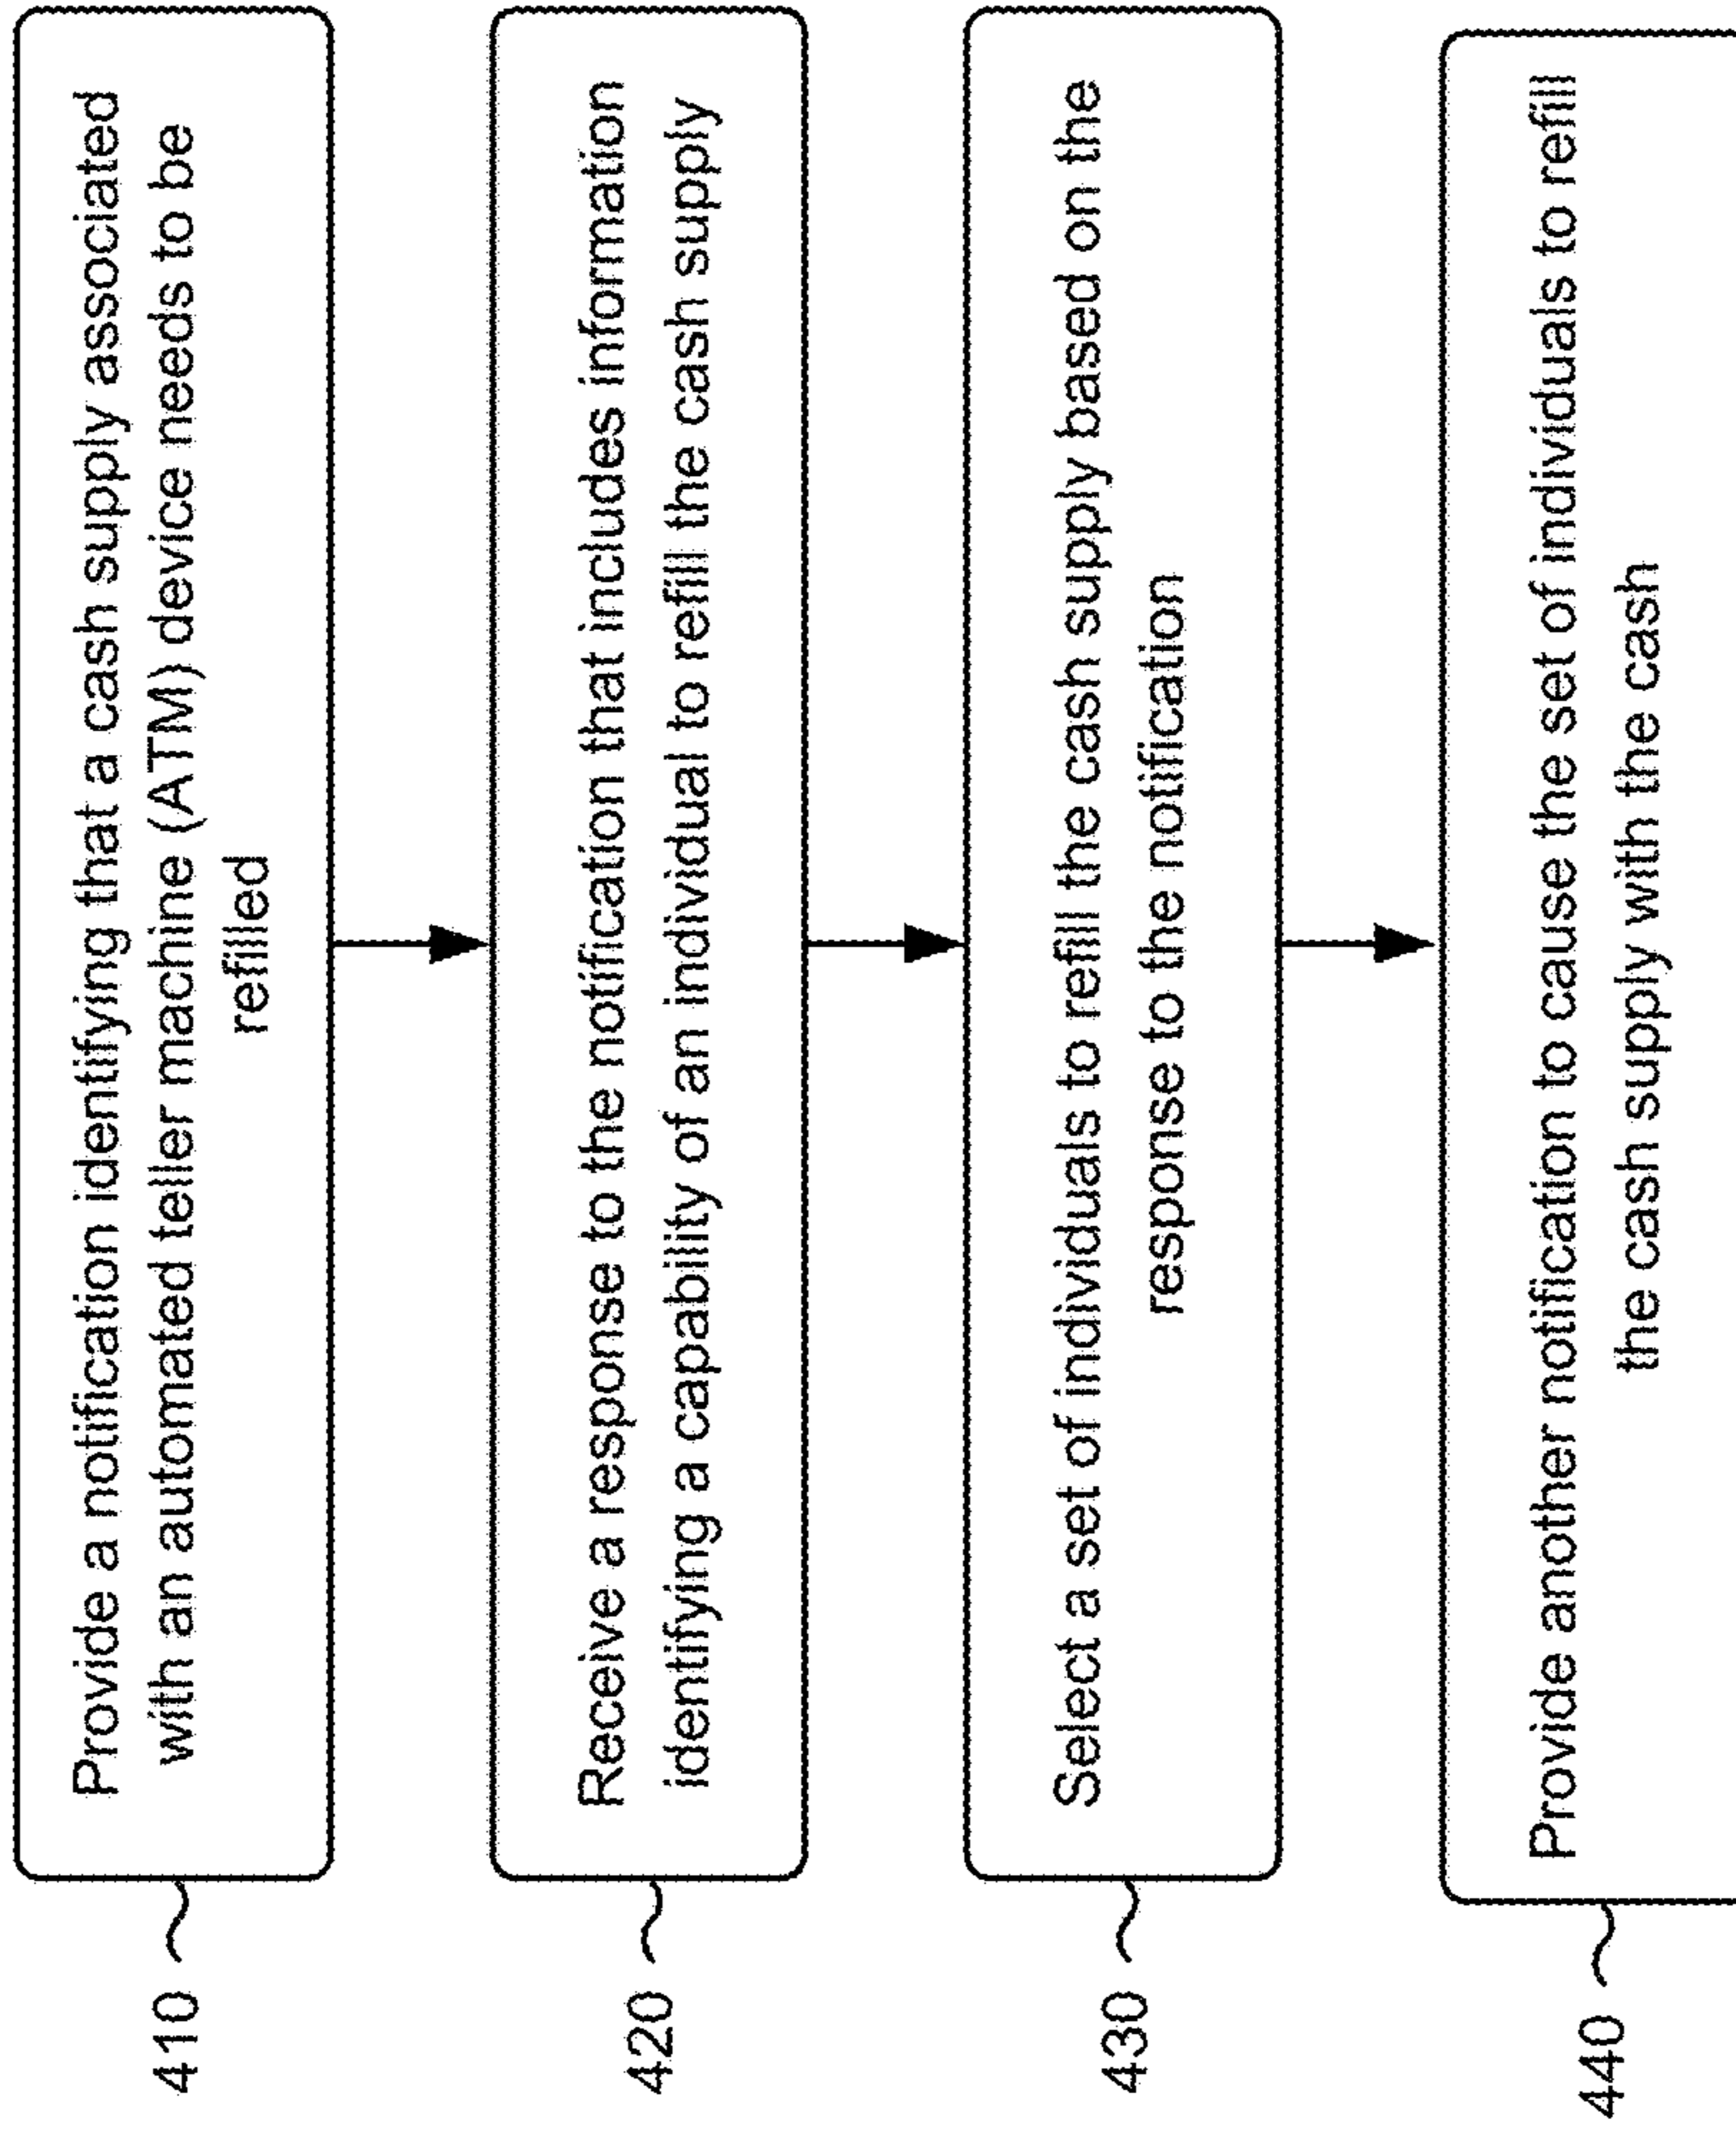 410
Provide a notification identifying that a cash supply associated
with an automated teller machine (ATM) device needs to be
refilled
420
Receive a response to the notification that includes information
identifying a capability of an individual to refill the cash supply
430
Select a set of individuals to refill the cash supply based on the
response to the notification
440
Provide another notification to cause the set of individuals to refill
the cash supply with the cash